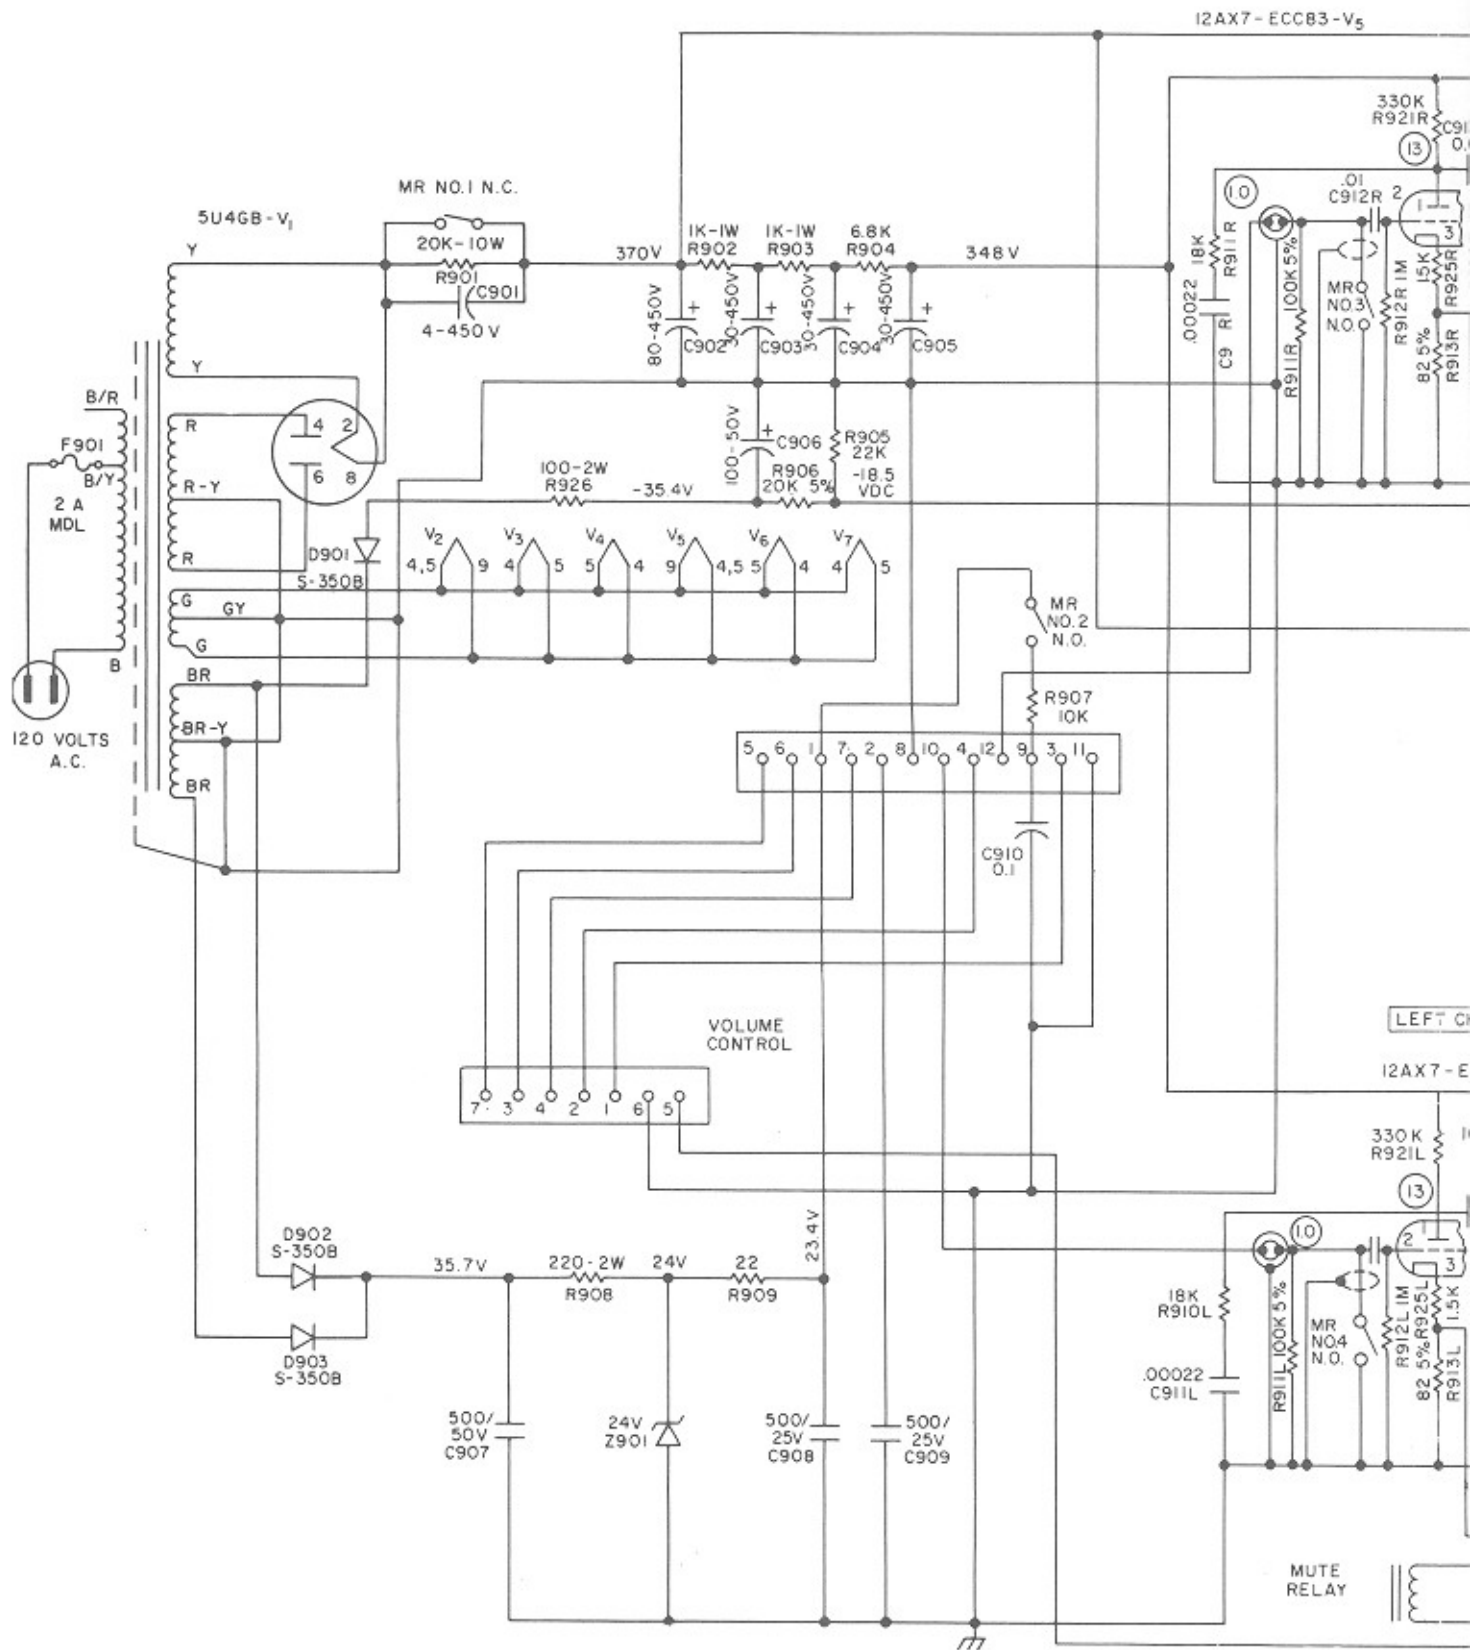 12AX7-ECC83-V5
330K
R921R
C91
13
.01
C912R
2
1
3
10
18K
R911R
.00022
C9 R
R911R 100K 5%
MR
NO.3
N.O.
R912R 1M
1.5K
R925R
82 5%
R913R
MR NO.1 N.C.
5U4GB-V1
20K-10W
R901
C901
4-450V
Y
Y
370V
1K-1W
R902
1K-1W
R903
6.8K
R904
348V
80-450V
C902
30-450V
C903
30-450V
C904
30-450V
C905
B/R
F901
B/Y
2 A
MDL
B
120 VOLTS
A.C.
R
R-Y
R
4
2
6
8
100-2W
R926
-35.4V
100-50V
C906
R905
22K
R906
20K 5%
-18.5
VDC
D901
S-350B
V2
4,5
9
V3
4
5
V4
5
4
V5
9
4,5
V6
5
4
V7
4
5
G
GY
G
BR
BR-Y
BR
MR
NO.2
N.O.
R907
10K
5
6
1
7
2
8
10
4
12
9
3
11
C910
0.1
VOLUME
CONTROL
7
3
4
2
1
6
5
LEFT CH
12AX7-E
330K
R921L
13
10
2
1
3
18K
R910L
.00022
C911L
R911L 100K 5%
MR
NO.4
N.O.
R912L 1M
82 5%
R925L
1.5K
R913L
D902
S-350B
D903
S-350B
35.7V
220-2W
R908
24V
22
R909
23.4V
500/
50V
C907
24V
Z901
500/
25V
C908
500/
25V
C909
MUTE
RELAY